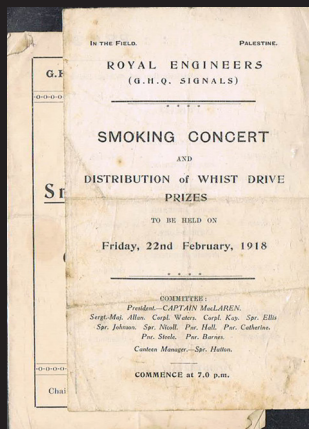 IN THE FIELD. PALESTINE.
ROYAL ENGINEERS
(G.H.Q. SIGNALS)
SMOKING CONCERT
AND
DISTRIBUTION of WHIST DRIVE
PRIZES
TO BE HELD ON
Friday, 22nd February, 1918
COMMITTEE:
President.—CAPTAIN MacLAREN.
Sergt.-Maj. Allan. Corpl. Waters. Corpl. Kay. Spr. Ellis
Spr. Johnson. Spr. Nicoll. Pnr. Hall. Pnr. Catherine.
Pnr. Steele. Pnr. Barnes.
Canteen Manager.—Spr. Hutton.
COMMENCE at 7.0 p.m.
G.H
Sm
Chai